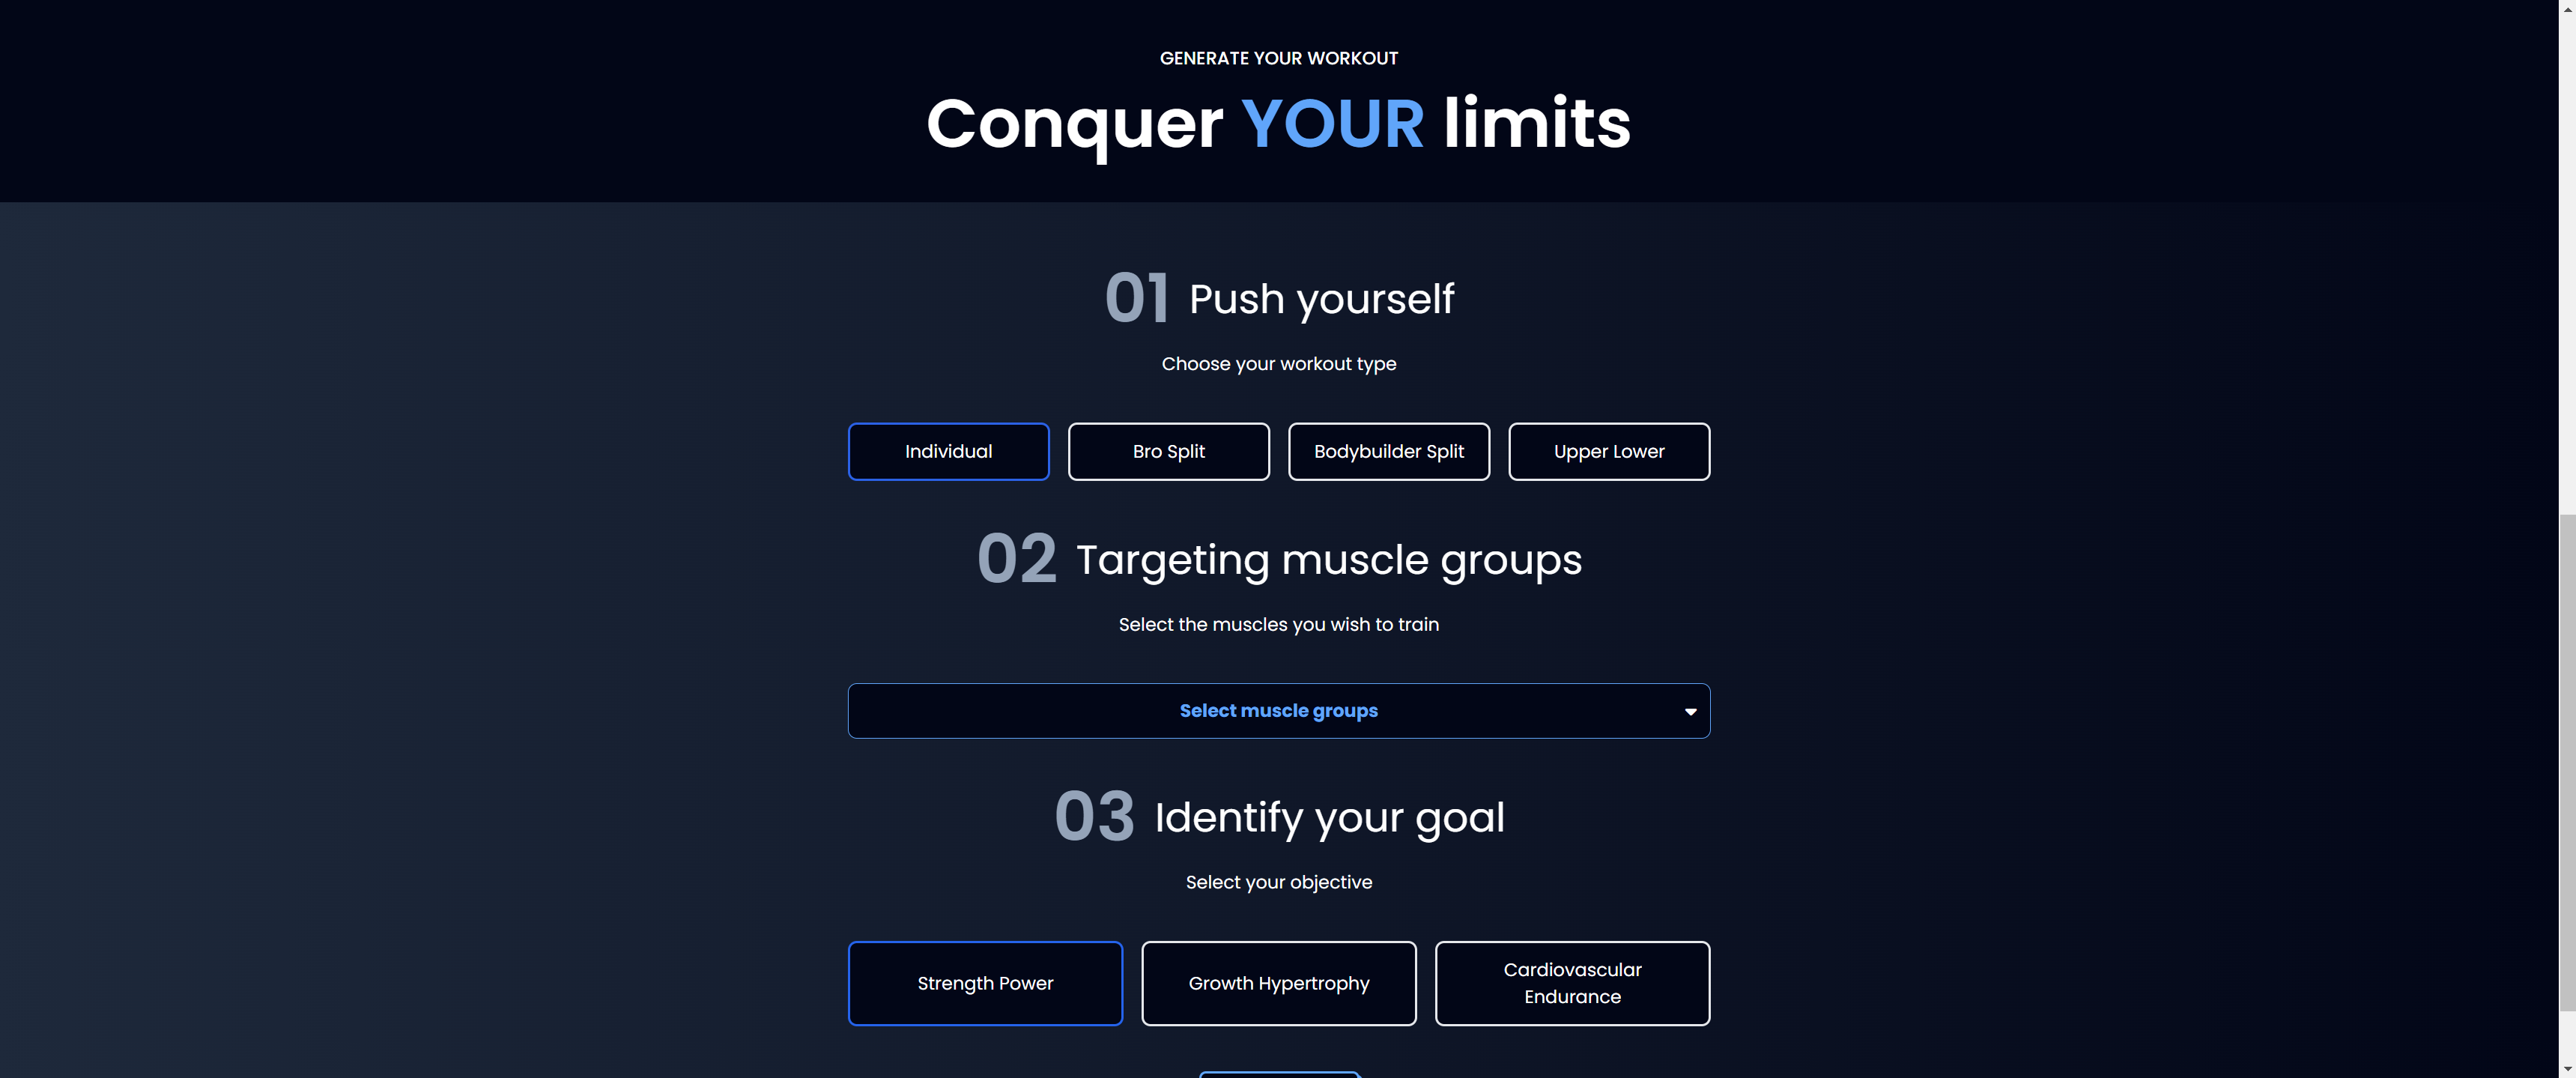 GENERATE YOUR WORKOUT
Conquer YOUR limits
01 Push yourself
Choose your workout type
Individual
Bro Split
Bodybuilder Split
Upper Lower
02 Targeting muscle groups
Select the muscles you wish to train
Select muscle groups
03 Identify your goal
Select your objective
Strength Power
Growth Hypertrophy
Cardiovascular
Endurance